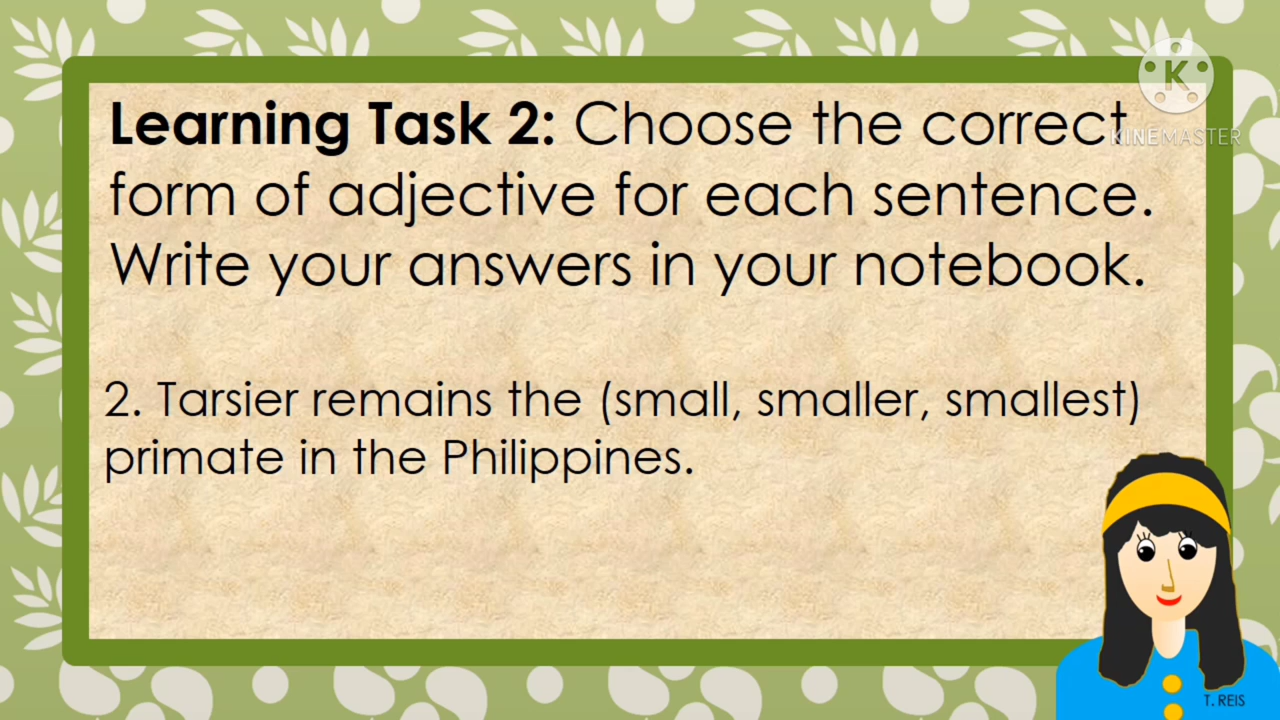 Learning Task 2: Choose the correct
form of adjective for each sentence.
Write your answers in your notebook.
2. Tarsier remains the (small, smaller, smallest)
primate in the Philippines.
K
KINEMASTER
T. REIS